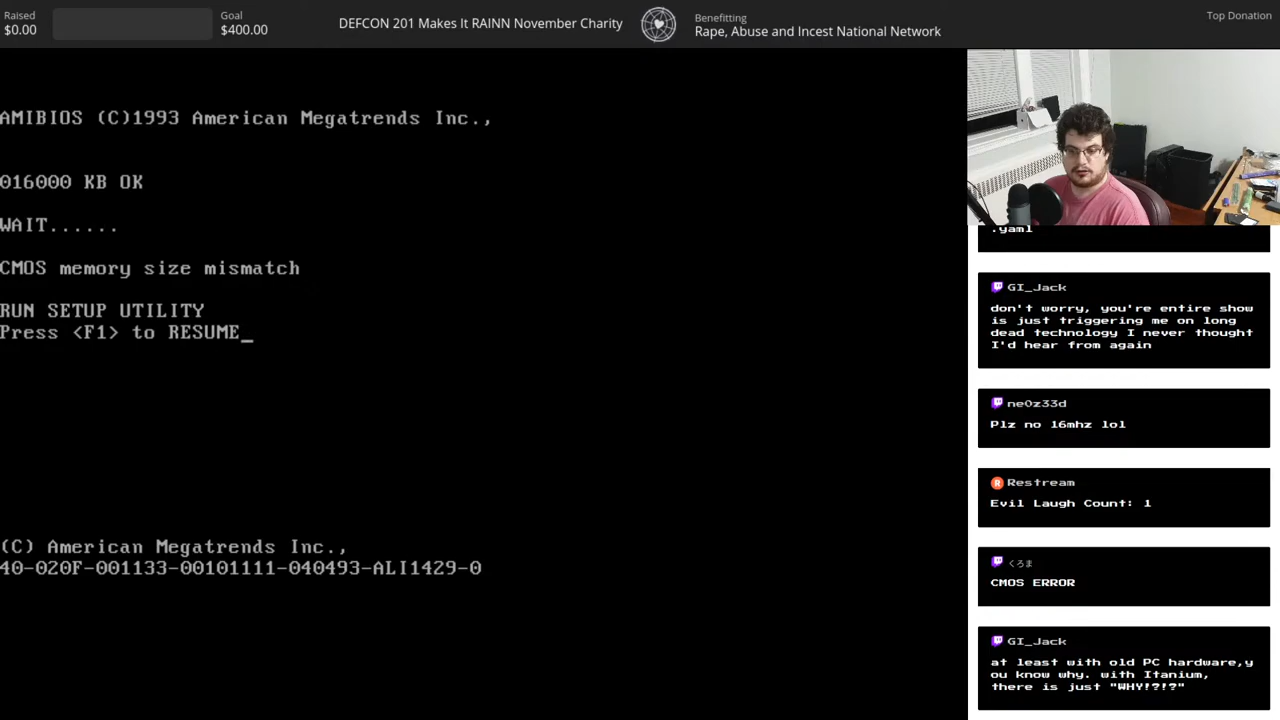 Raised
$0.00
Goal
$400.00
DEFCON 201 Makes It RAINN November Charity
Benefitting
Rape, Abuse and Incest National Network
Top Donation
AMIBIOS (C)1993 American Megatrends Inc.,
016000 KB OK
WAIT......
CMOS memory size mismatch
RUN SETUP UTILITY
Press <F1> to RESUME_
(C) American Megatrends Inc.,
40-020F-001133-00101111-040493-ALI1429-0
.yaml
GI_Jack
don't worry, you're entire show
is just triggering me on long
dead technology I never thought
I'd hear from again
ne0z33d
Plz no 16mhz lol
Restream
Evil Laugh Count: 1
くろま
CMOS ERROR
GI_Jack
at least with old PC hardware,y
ou know why. with Itanium,
there is just "WHY!?!?"